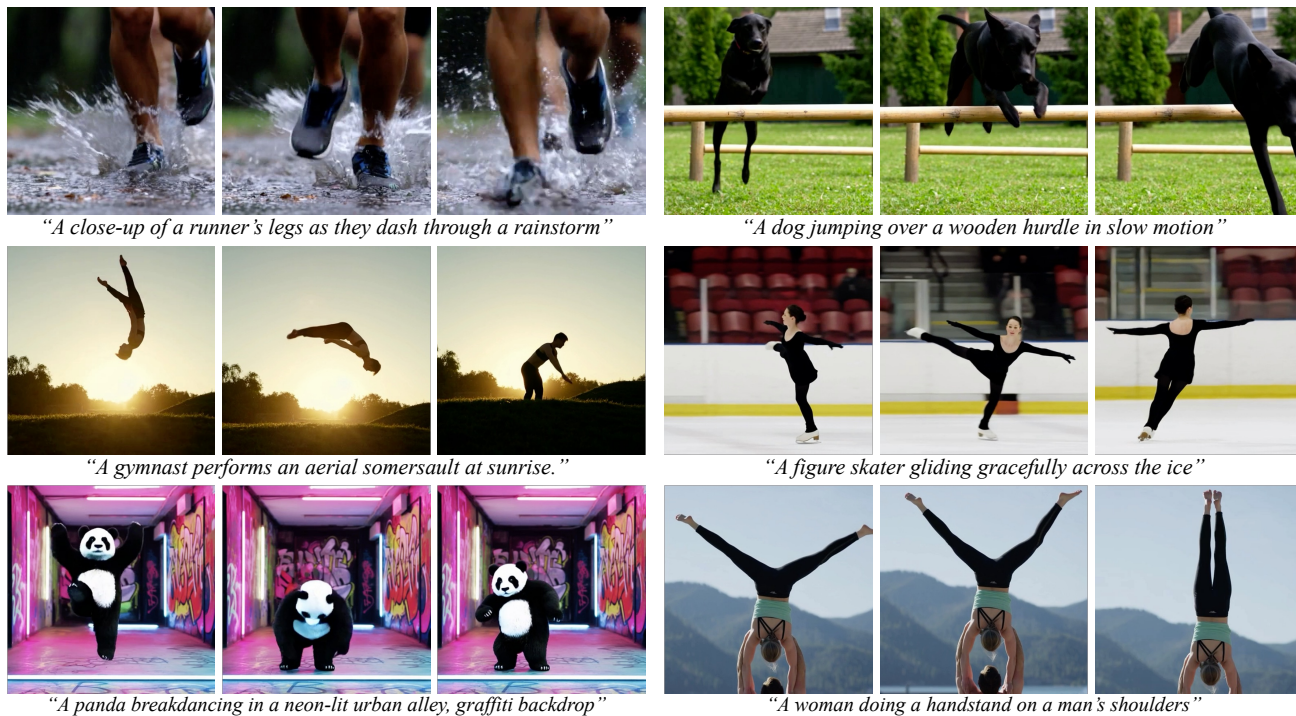 “A close-up of a runner’s legs as they dash through a rainstorm”
“A dog jumping over a wooden hurdle in slow motion”
“A gymnast performs an aerial somersault at sunrise.”
“A figure skater gliding gracefully across the ice”
“A panda breakdancing in a neon-lit urban alley, graffiti backdrop”
“A woman doing a handstand on a man’s shoulders”